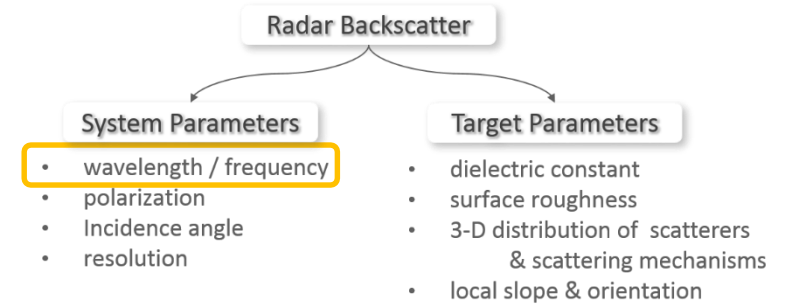 Radar Backscatter
System Parameters
• wavelength / frequency
• polarization
• Incidence angle
• resolution
Target Parameters
• dielectric constant
• surface roughness
• 3-D distribution of scatterers
& scattering mechanisms
• local slope & orientation